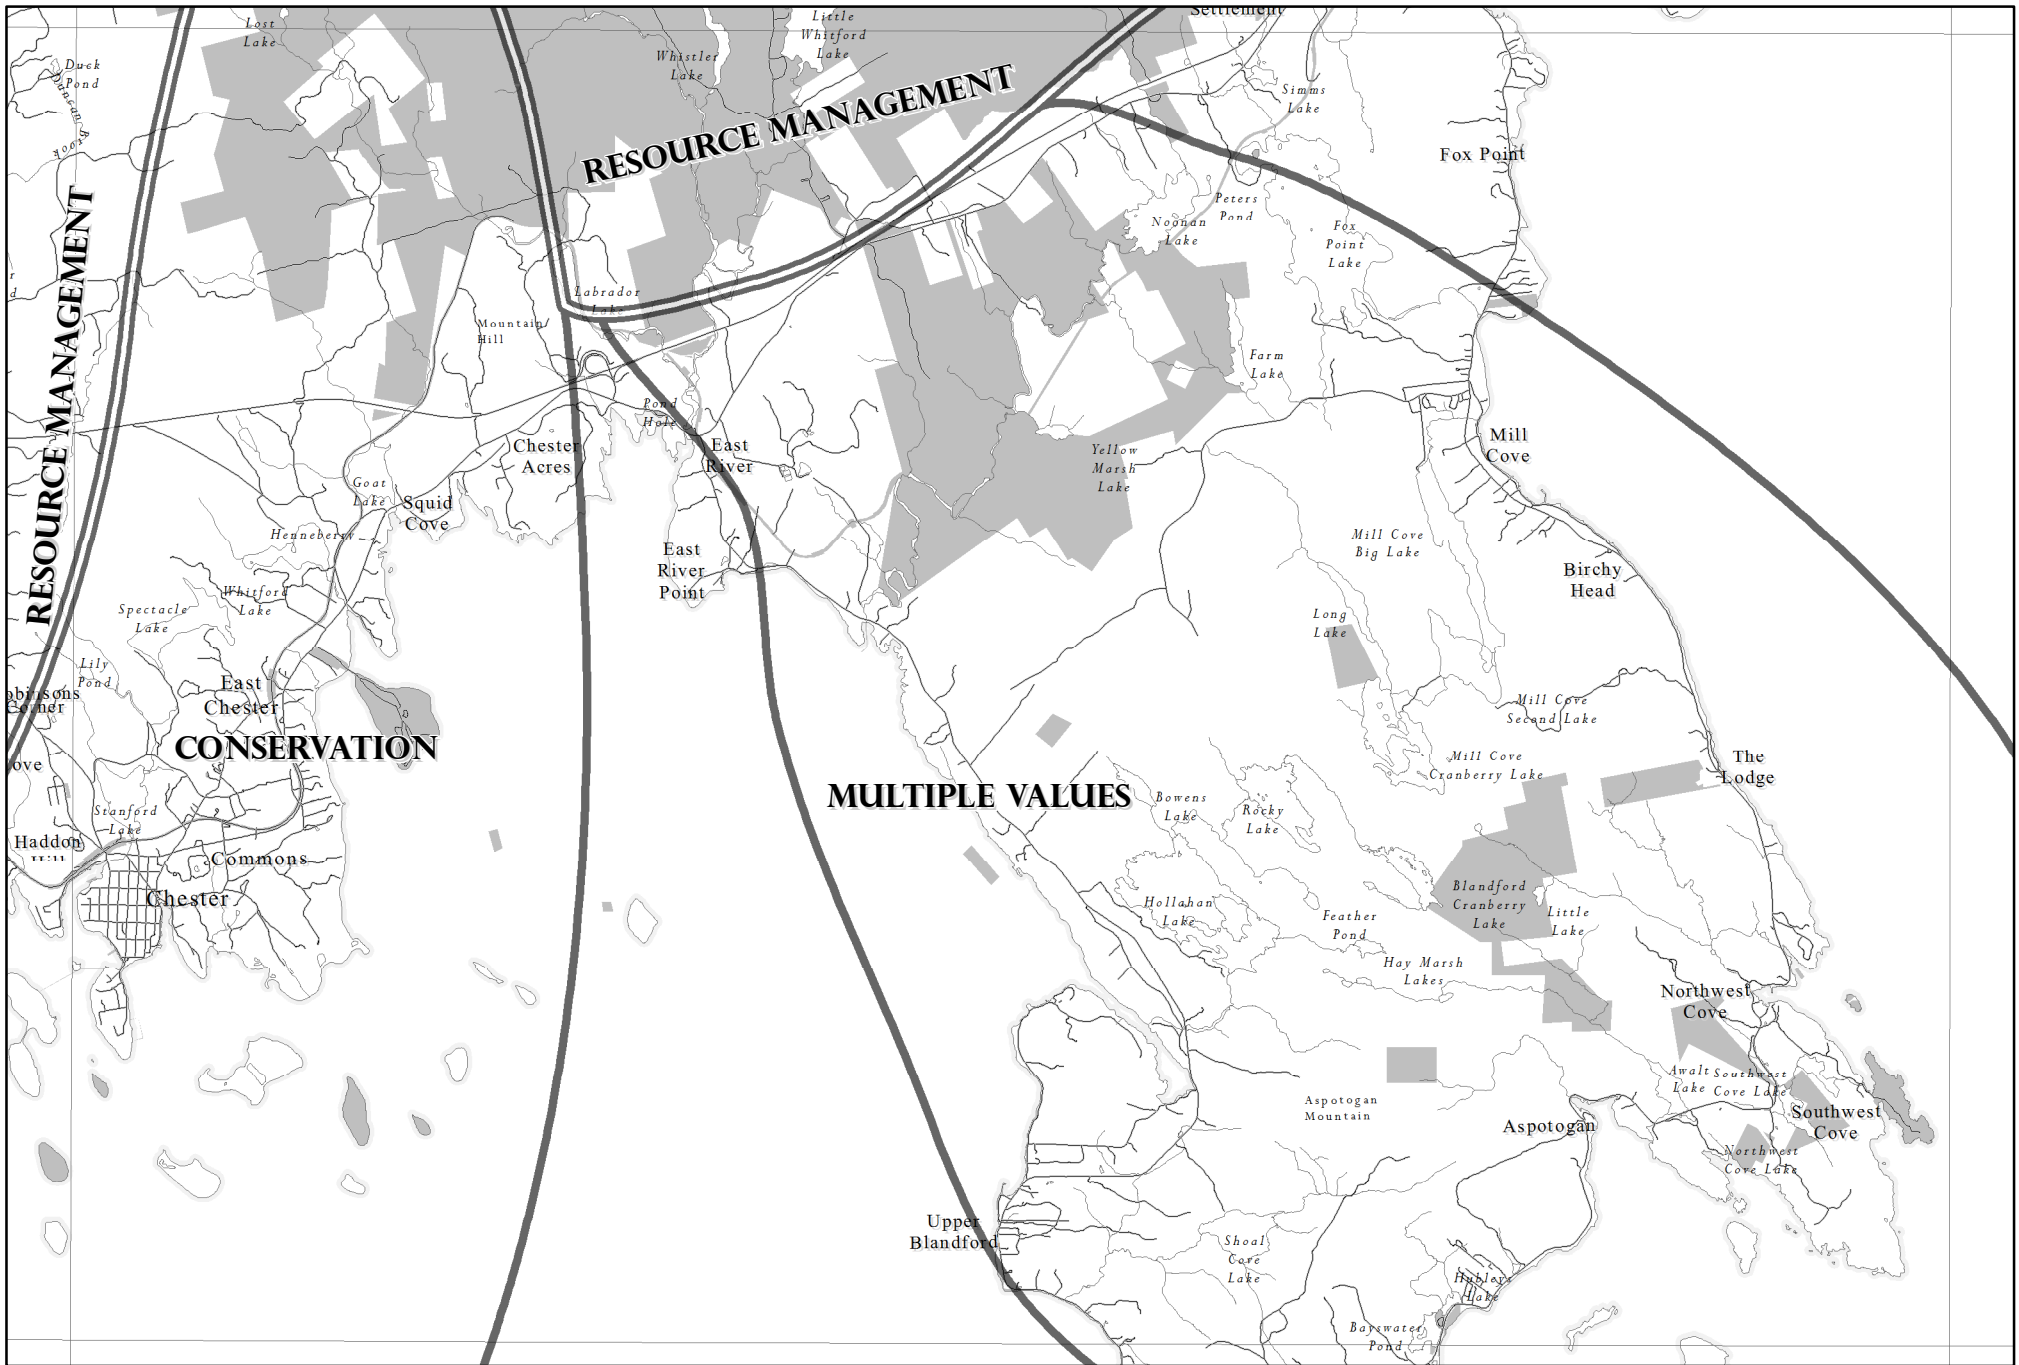 Settlement
Lost
Lake
Little
Whitford
Lake
Whistler
Lake
Duck
Pond
Duncan Brook
Simms
Lake
RESOURCE MANAGEMENT
Fox Point
Peters
Pond
Noonan
Lake
Fox
Point
Lake
RESOURCE MANAGEMENT
Labrador
Lake
Mountain
Hill
Farm
Lake
Pond
Hole
Chester
Acres
East
River
Mill
Cove
Yellow
Marsh
Lake
Goat
Lake
Squid
Cove
Henneberry
Mill Cove
Big Lake
East
River
Point
Birchy
Head
Whitford
Lake
Spectacle
Lake
Long
Lake
Lily
Pond
East
Chester
obinsons
Corner
Mill Cove
Second Lake
CONSERVATION
ove
Mill Cove
Cranberry Lake
The
Lodge
MULTIPLE VALUES
Bowens
Lake
Rocky
Lake
Stanford
Lake
Haddon
Hill
Commons
Chester
Blandford
Cranberry
Lake
Hollahan
Lake
Feather
Pond
Little
Lake
Hay Marsh
Lakes
Northwest
Cove
Awalt
Lake
Southwest
Cove Lake
Aspotogan
Mountain
Aspotogan
Southwest
Cove
Northwest
Cove Lake
Upper
Blandford
Shoal
Cove
Lake
Hubleys
Lake
Bayswater
Pond